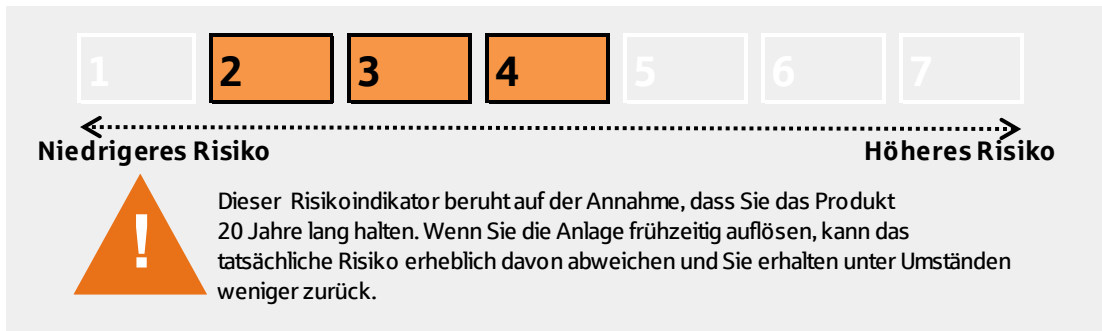 1 2 3 4 5 6 7
Niedrigeres Risiko Höheres Risiko
! Dieser Risikoindikator beruht auf der Annahme, dass Sie das Produkt
20 Jahre lang halten. Wenn Sie die Anlage frühzeitig auflösen, kann das
tatsächliche Risiko erheblich davon abweichen und Sie erhalten unter Umständen
weniger zurück.